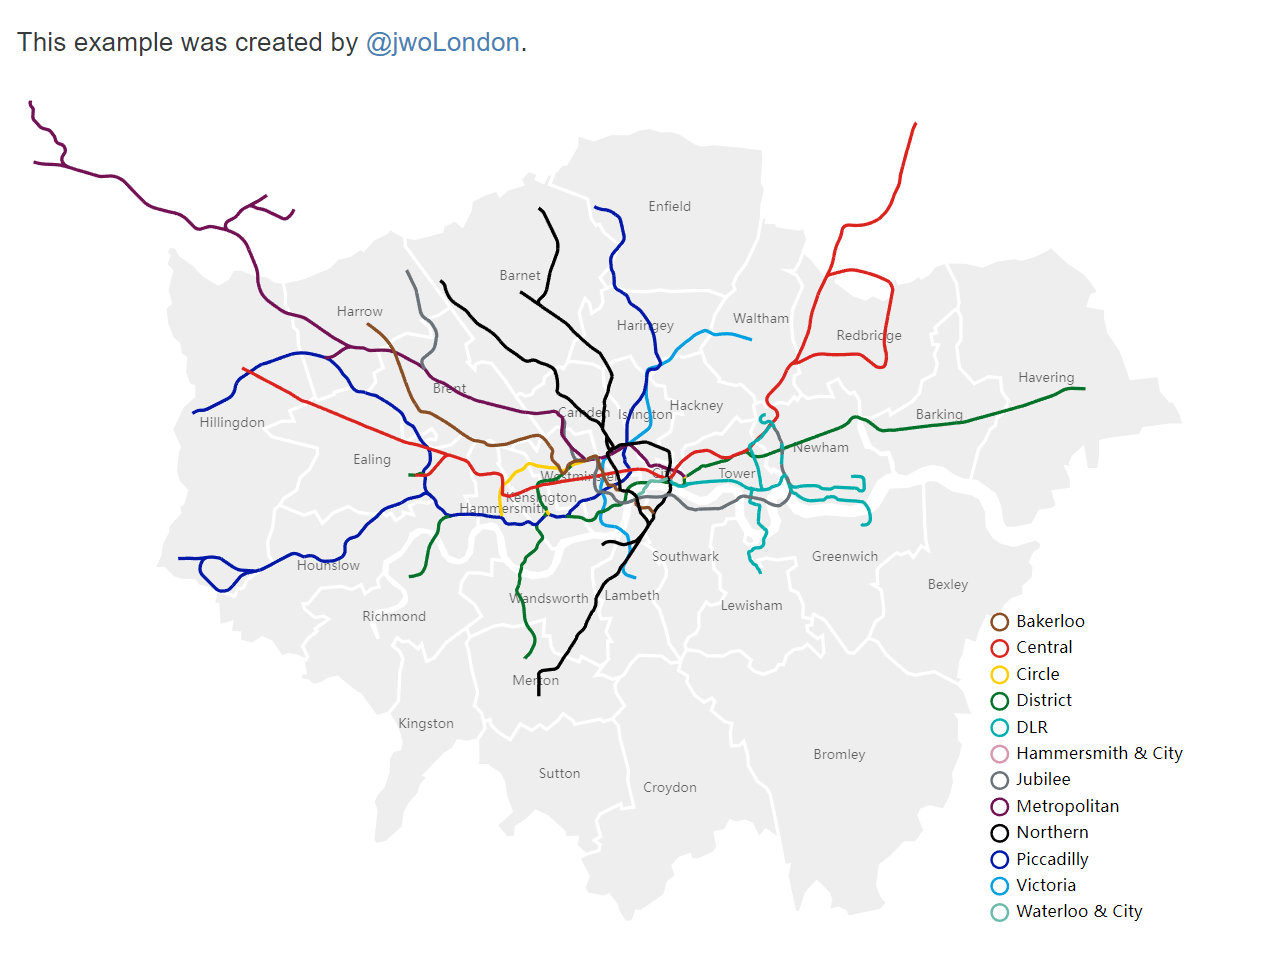 This example was created by @jwoLondon.
Enfield
Barnet
Harrow
Haringey
Waltham
Redbridge
Havering
Brent
Camden
Islington
Hackney
Barking
Hillingdon
Newham
Ealing
Westminster
City
Tower
Kensington
Hammersmith
Hounslow
Southwark
Greenwich
Bexley
Richmond
Wandsworth
Lambeth
Lewisham
Merton
Kingston
Bromley
Sutton
Croydon
Bakerloo
Central
Circle
District
DLR
Hammersmith & City
Jubilee
Metropolitan
Northern
Piccadilly
Victoria
Waterloo & City